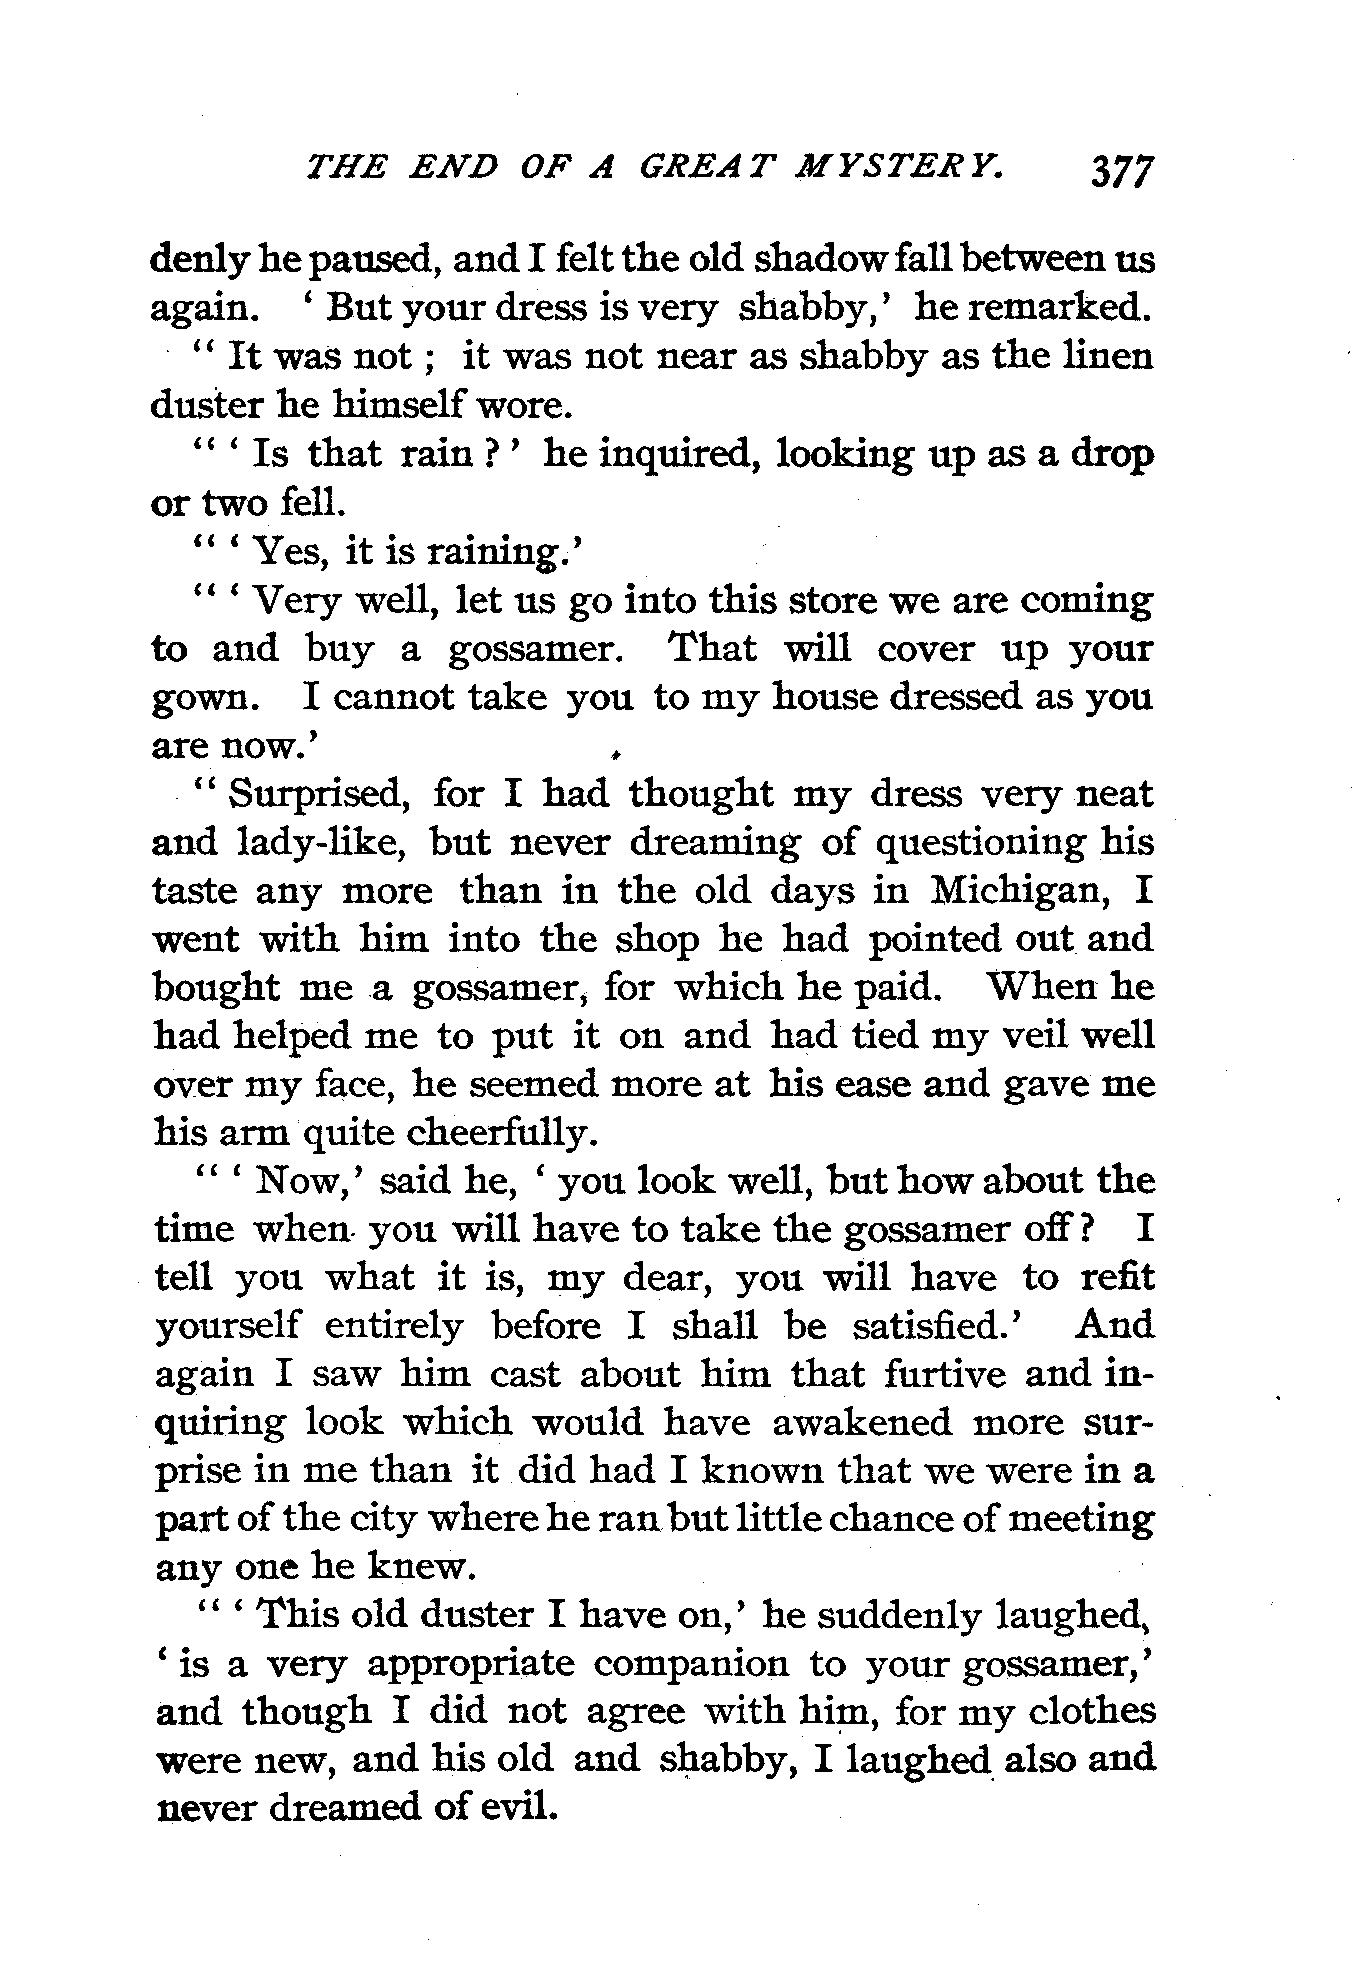 THE END OF A GREAT MYSTERY. 377
denly he paused, and I felt the old shadow fall between us
again. ‘ But your dress is very shabby,’ he remarked.
“ It was not ; it was not near as shabby as the linen
duster he himself wore.
“ ‘ Is that rain ? ’ he inquired, looking up as a drop
or two fell.
“ ‘ Yes, it is raining.’
“ ‘ Very well, let us go into this store we are coming
to and buy a gossamer. That will cover up your
gown. I cannot take you to my house dressed as you
are now.’
“ Surprised, for I had thought my dress very neat
and lady-like, but never dreaming of questioning his
taste any more than in the old days in Michigan, I
went with him into the shop he had pointed out and
bought me a gossamer, for which he paid. When he
had helped me to put it on and had tied my veil well
over my face, he seemed more at his ease and gave me
his arm quite cheerfully.
“ ‘ Now,’ said he, ‘ you look well, but how about the
time when you will have to take the gossamer off ? I
tell you what it is, my dear, you will have to refit
yourself entirely before I shall be satisfied.’ And
again I saw him cast about him that furtive and in-
quiring look which would have awakened more sur-
prise in me than it did had I known that we were in a
part of the city where he ran but little chance of meeting
any one he knew.
“ ‘ This old duster I have on,’ he suddenly laughed,
‘ is a very appropriate companion to your gossamer,’
and though I did not agree with him, for my clothes
were new, and his old and shabby, I laughed also and
never dreamed of evil.